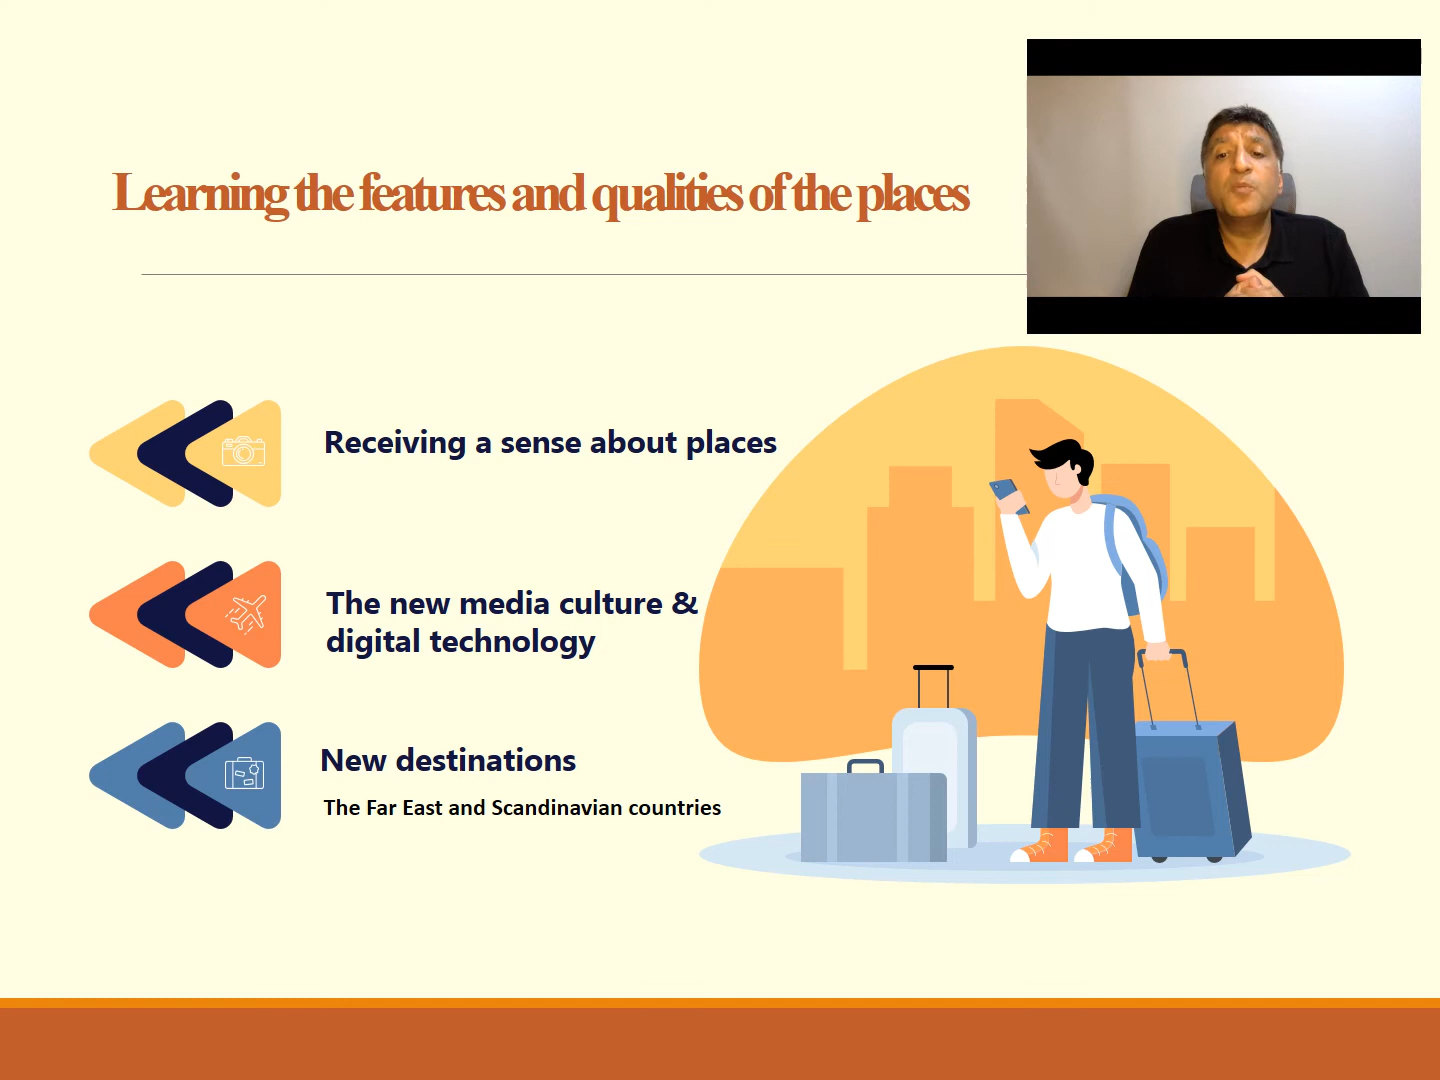 Learning the features and qualities of the places
Receiving a sense about places
The new media culture &
digital technology
New destinations
The Far East and Scandinavian countries